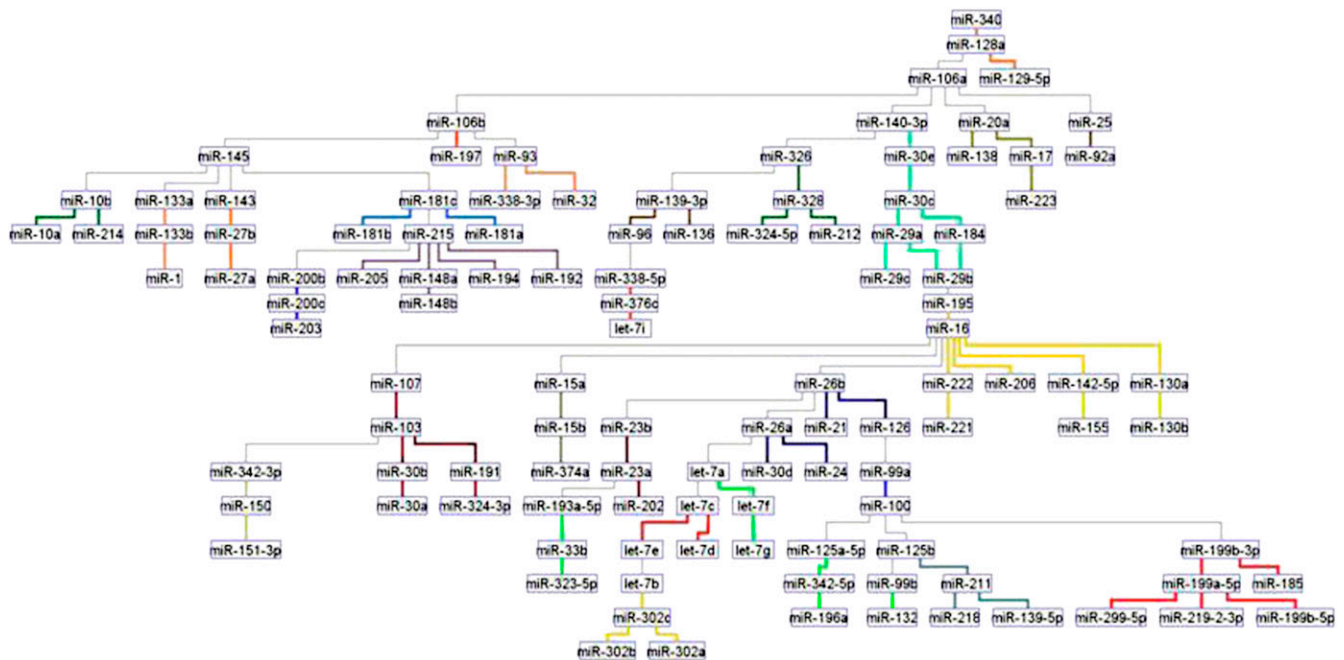 miR-340
miR-128a
miR-106a miR-129-5p
miR-106b miR-140-3p miR-20a miR-25
miR-145 miR-197 miR-93 miR-326 miR-30e miR-138 miR-17 miR-92a
miR-10b miR-133a miR-143 miR-181c miR-338-3p miR-32 miR-139-3p miR-328 miR-30c miR-223
miR-10a miR-214 miR-133b miR-27b miR-181b miR-215 miR-181a miR-96 miR-136 miR-324-5p miR-212 miR-29a miR-184
miR-1 miR-27a miR-200b miR-205 miR-148a miR-194 miR-192 miR-338-5p miR-29c miR-29b
miR-200c miR-148b miR-376c miR-195
miR-203 let-7i miR-16
miR-107 miR-15a miR-26b miR-222 miR-206 miR-142-5p miR-130a
miR-103 miR-15b miR-23b miR-26a miR-21 miR-126 miR-221 miR-155 miR-130b
miR-342-3p miR-30b miR-191 miR-374a miR-23a let-7a miR-30d miR-24 miR-99a
miR-150 miR-30a miR-324-3p miR-193a-5p miR-202 let-7c let-7f miR-100
miR-151-3p miR-33b let-7e let-7d let-7g miR-125a-5p miR-125b miR-199b-3p
miR-323-5p let-7b miR-342-5p miR-99b miR-211 miR-199a-5p miR-185
miR-302c miR-196a miR-132 miR-218 miR-139-5p miR-299-5p miR-219-2-3p miR-199b-5p
miR-302b miR-302a